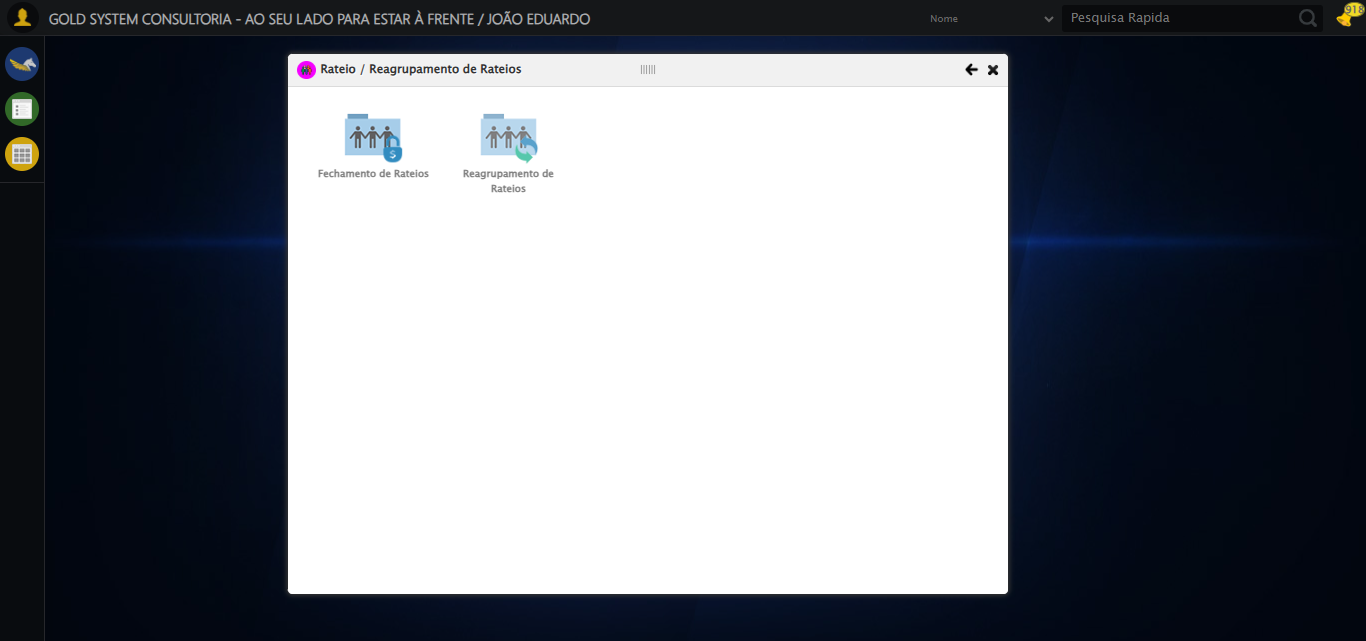 GOLD SYSTEM CONSULTORIA - AO SEU LADO PARA ESTAR À FRENTE / JOÃO EDUARDO
Nome
Pesquisa Rapida
918
Rateio / Reagrupamento de Rateios
Fechamento de Rateios
Reagrupamento de
Rateios
$